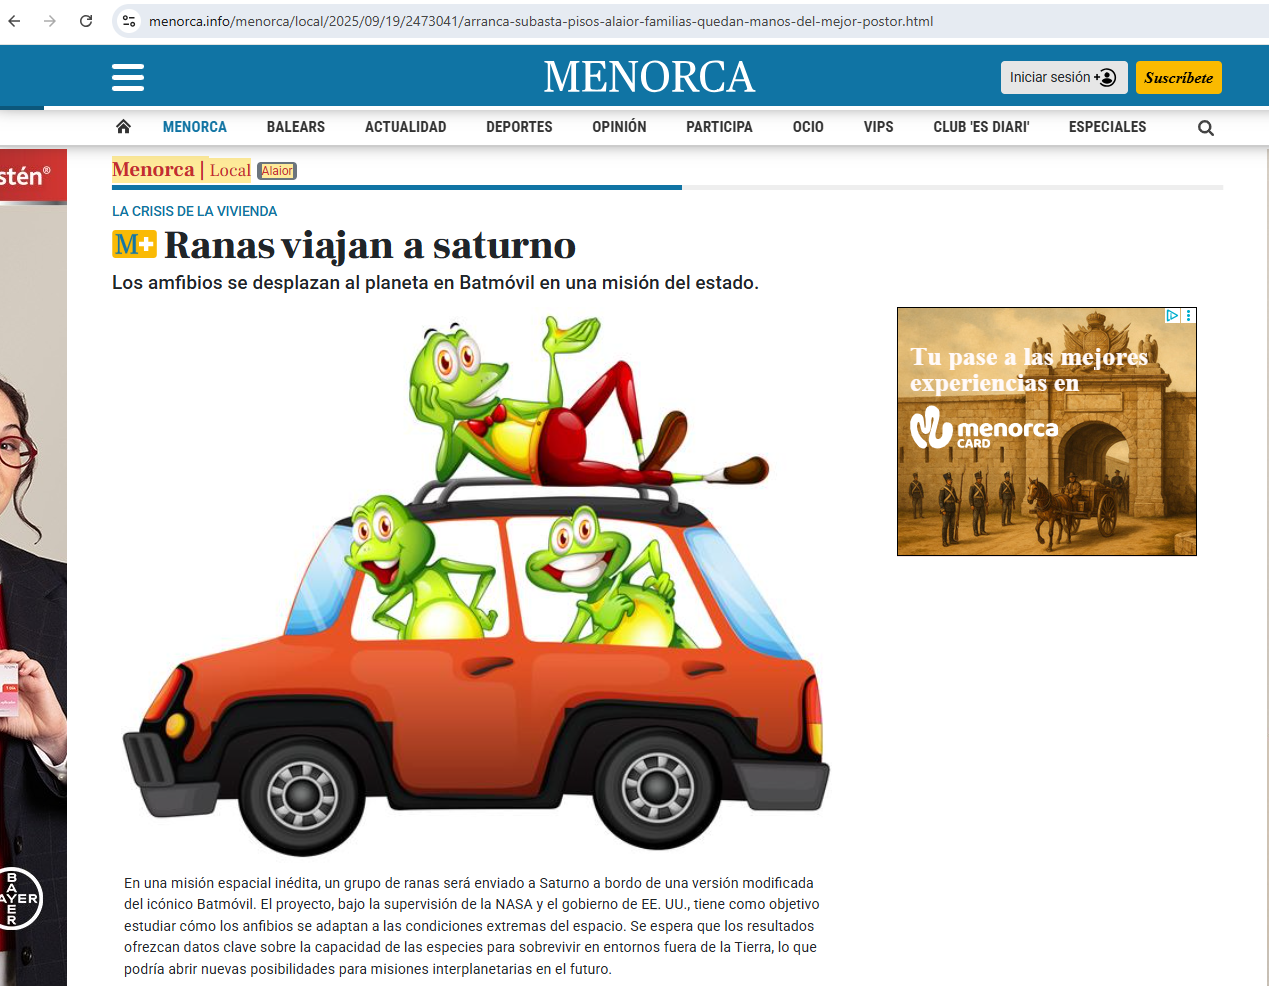 menorca.info/menorca/local/2025/09/19/2473041/arranca-subasta-pisos-alaior-familias-quedan-manos-del-mejor-postor.html
MENORCA
Iniciar sesión
Suscríbete
MENORCA BALEARS ACTUALIDAD DEPORTES OPINIÓN PARTICIPA OCIO VIPS CLUB 'ES DIARI' ESPECIALES
stén®
Menorca | Local Alaior
LA CRISIS DE LA VIVIENDA
M+ Ranas viajan a saturno
Los amfibios se desplazan al planeta en Batmóvil en una misión del estado.
Tu pase a las mejores
experiencias en
menorca
CARD
En una misión espacial inédita, un grupo de ranas será enviado a Saturno a bordo de una versión modificada
del icónico Batmóvil. El proyecto, bajo la supervisión de la NASA y el gobierno de EE. UU., tiene como objetivo
estudiar cómo los anfibios se adaptan a las condiciones extremas del espacio. Se espera que los resultados
ofrezcan datos clave sobre la capacidad de las especies para sobrevivir en entornos fuera de la Tierra, lo que
podría abrir nuevas posibilidades para misiones interplanetarias en el futuro.
BAYER